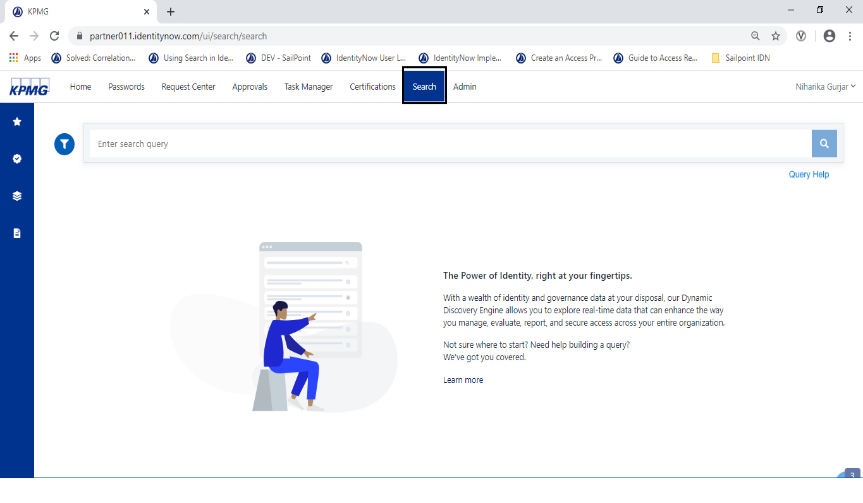 KPMG
partner011.identitynow.com/ui/search/search
Apps Solved: Correlation... Using Search in Ide... DEV - SailPoint IdentityNow User L... IdentityNow Imple... Create an Access Pr... Guide to Access Re... Sailpoint IDN
KPMG Home Passwords Request Center Approvals Task Manager Certifications Search Admin Niharika Gurjar
Enter search query
Query Help
The Power of Identity, right at your fingertips.
With a wealth of identity and governance data at your disposal, our Dynamic
Discovery Engine allows you to explore real-time data that can enhance the way
you manage, evaluate, report, and secure access across your entire organization.
Not sure where to start? Need help building a query?
We've got you covered.
Learn more
3